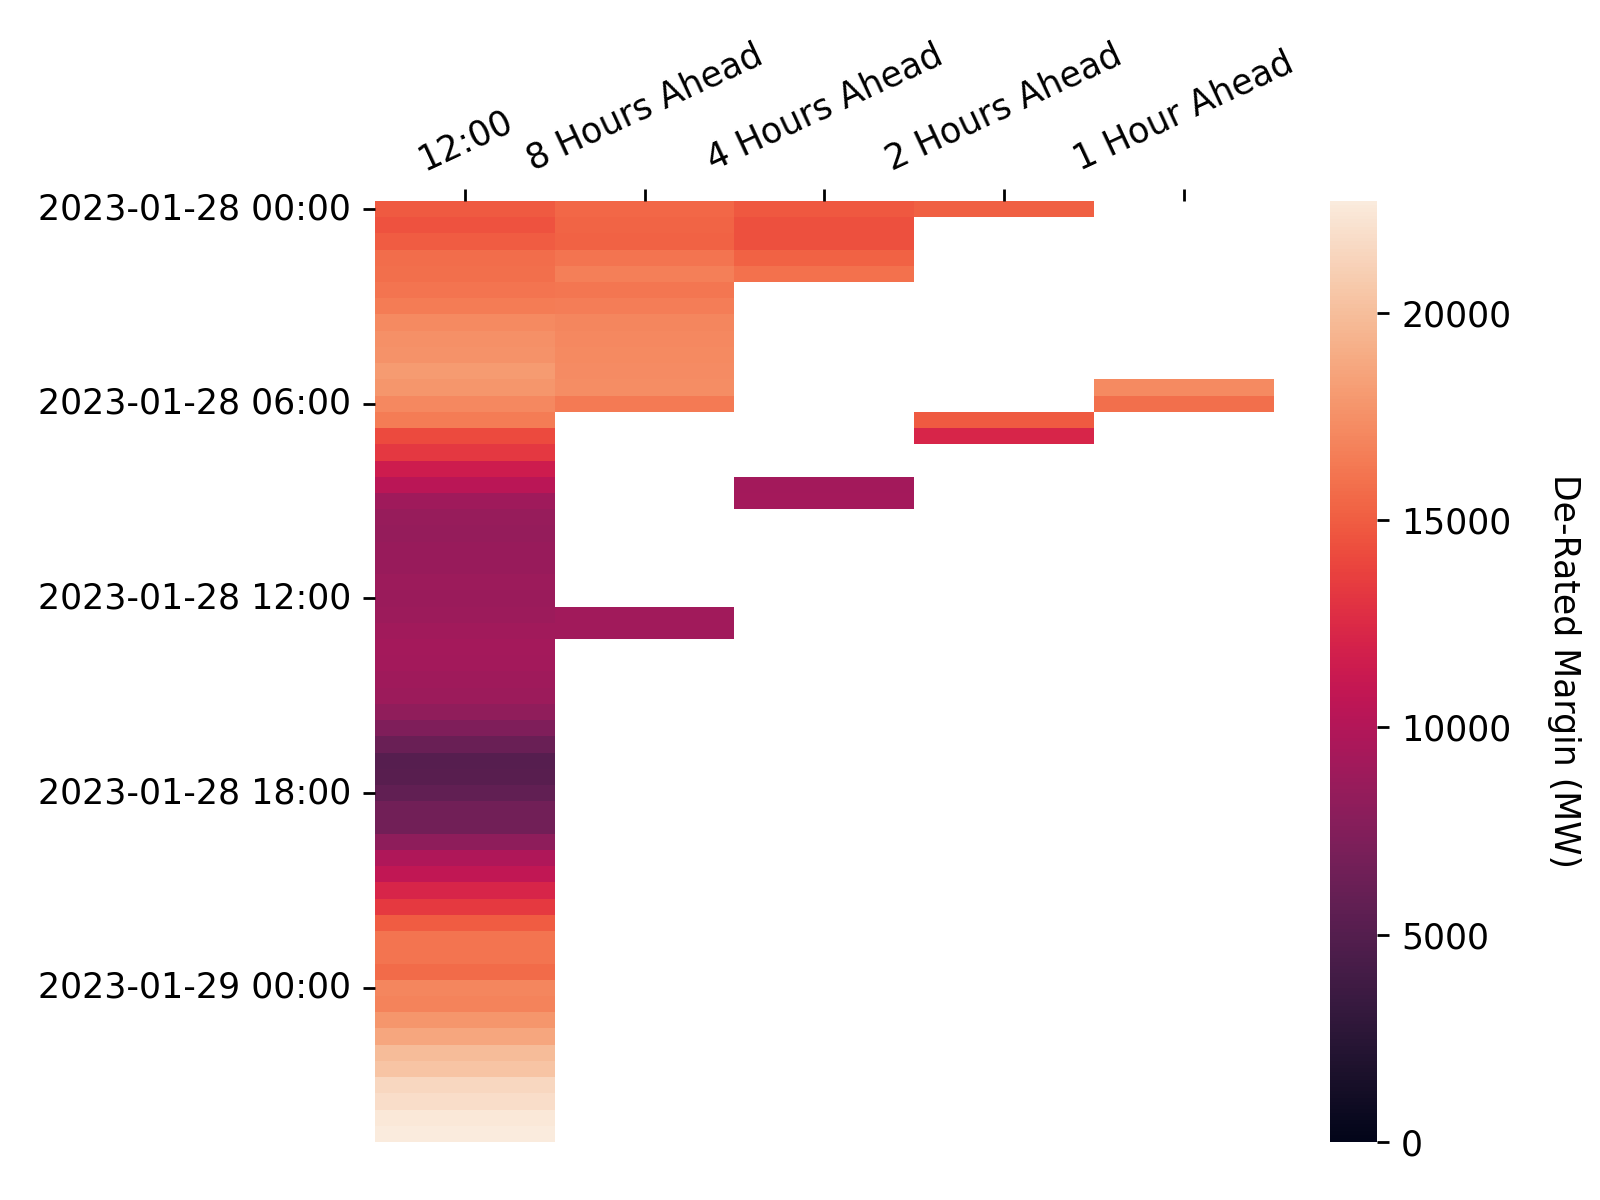 12:00
8 Hours Ahead
4 Hours Ahead
2 Hours Ahead
1 Hour Ahead
2023-01-28 00:00
2023-01-28 06:00
2023-01-28 12:00
2023-01-28 18:00
2023-01-29 00:00
20000
15000
10000
5000
0
De-Rated Margin (MW)